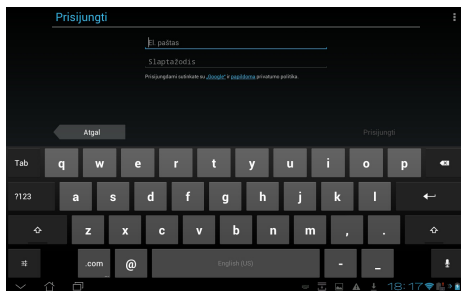 Prisijungti
El. paštas
Slaptažodis
Prisijungdami sutinkate su „Google“ ir papildoma privatumo politika.
Atgal
Prisijungti
Tab q w e r t y u i o p
?123 a s d f g h j k l
z x c v b n m , .
.com @ English (US) - _
18:17